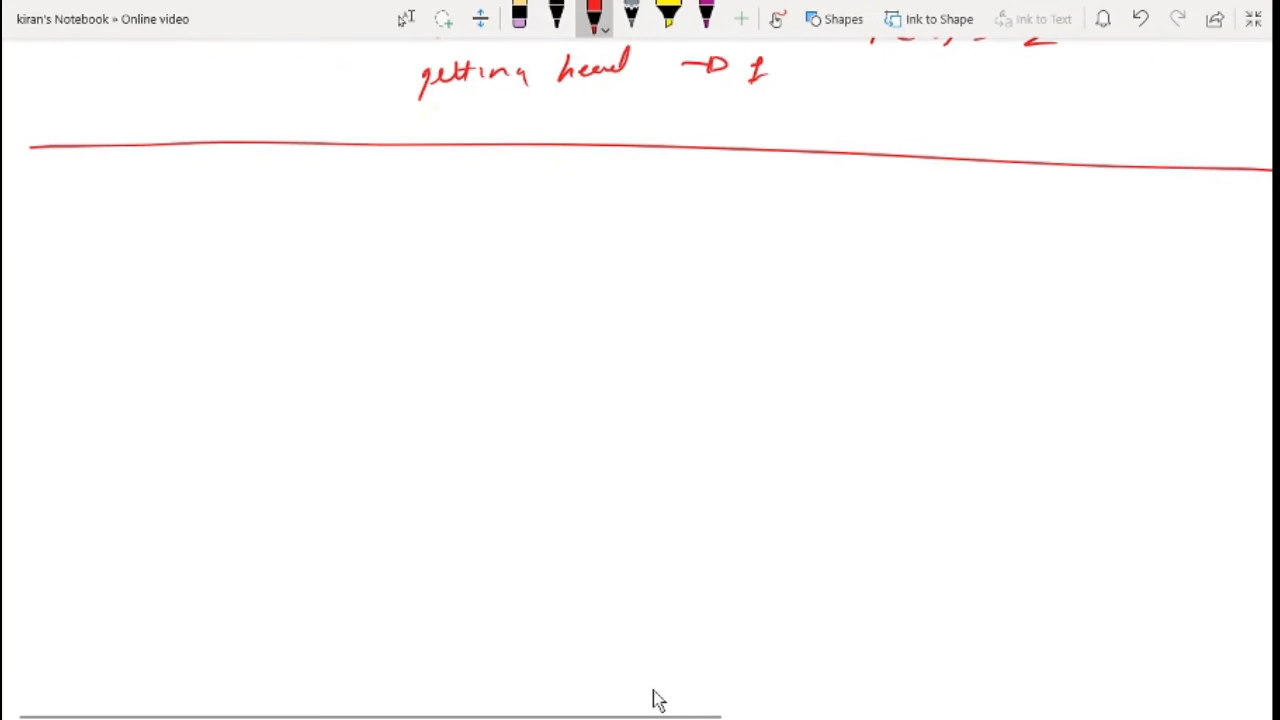 kiran's Notebook » Online video
Shapes
Ink to Shape
Ink to Text
getting head → 1